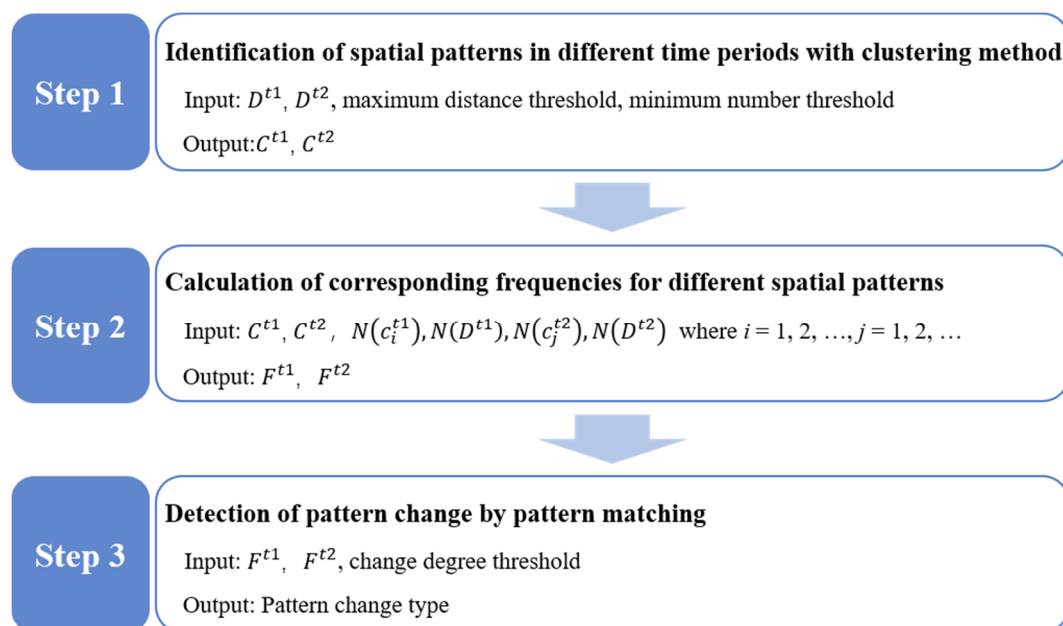 Step 1
Identification of spatial patterns in different time periods with clustering method
Input: D^{t1}, D^{t2}, maximum distance threshold, minimum number threshold
Output:C^{t1}, C^{t2}
Step 2
Calculation of corresponding frequencies for different spatial patterns
Input: C^{t1}, C^{t2}, N(c_i^{t1}), N(D^{t1}), N(c_j^{t2}), N(D^{t2}) where i = 1, 2, …, j = 1, 2, …
Output: F^{t1}, F^{t2}
Step 3
Detection of pattern change by pattern matching
Input: F^{t1}, F^{t2}, change degree threshold
Output: Pattern change type